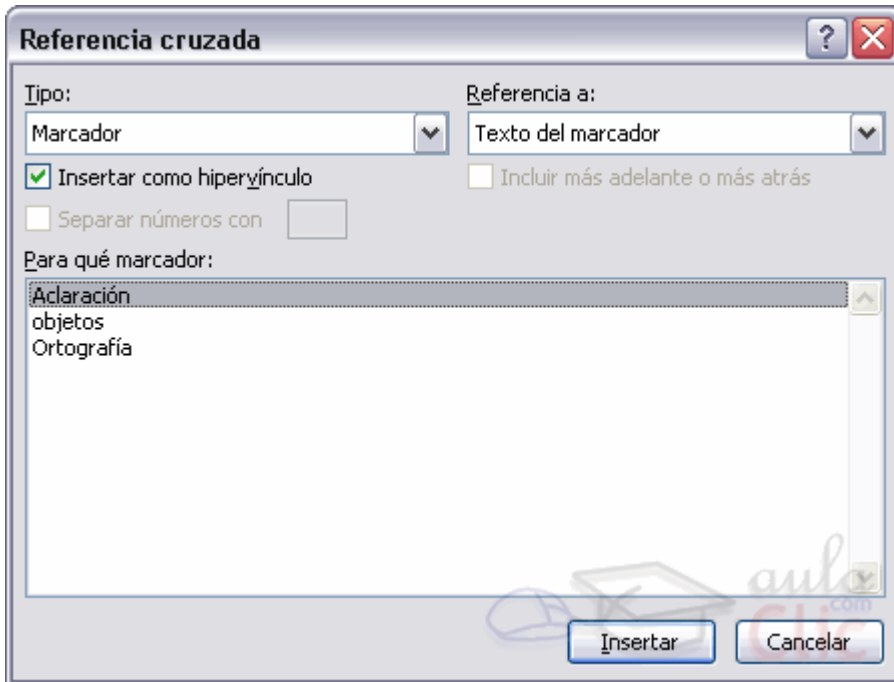 Referencia cruzada
Tipo:
Referencia a:
Marcador
Texto del marcador
Insertar como hipervínculo
Incluir más adelante o más atrás
Separar números con
Para qué marcador:
Aclaración
objetos
Ortografía
aula
.com
Clic
Insertar
Cancelar